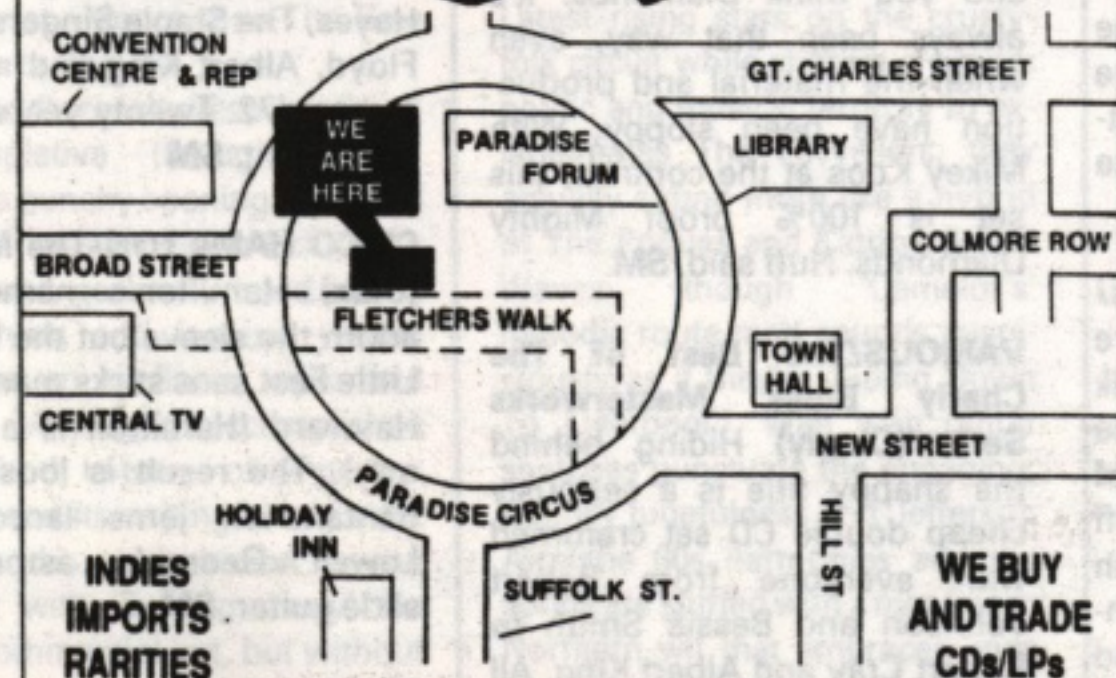 CONVENTION
CENTRE & REP
GT. CHARLES STREET
WE
ARE
HERE
PARADISE
FORUM
LIBRARY
COLMORE ROW
BROAD STREET
FLETCHERS WALK
TOWN
HALL
CENTRAL TV
NEW STREET
PARADISE CIRCUS
HOLIDAY
INN
HILL ST
SUFFOLK ST.
INDIES
IMPORTS
RARITIES
WE BUY
AND TRADE
CDs/LPs